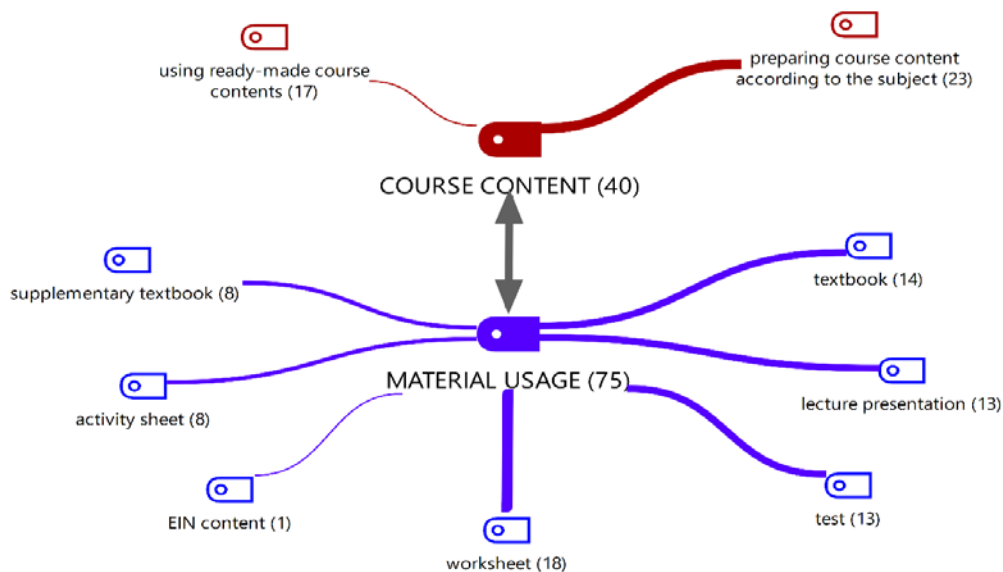 using ready-made course
contents (17)
preparing course content
according to the subject (23)
COURSE CONTENT (40)
supplementary textbook (8)
textbook (14)
MATERIAL USAGE (75)
activity sheet (8)
lecture presentation (13)
EIN content (1)
test (13)
worksheet (18)